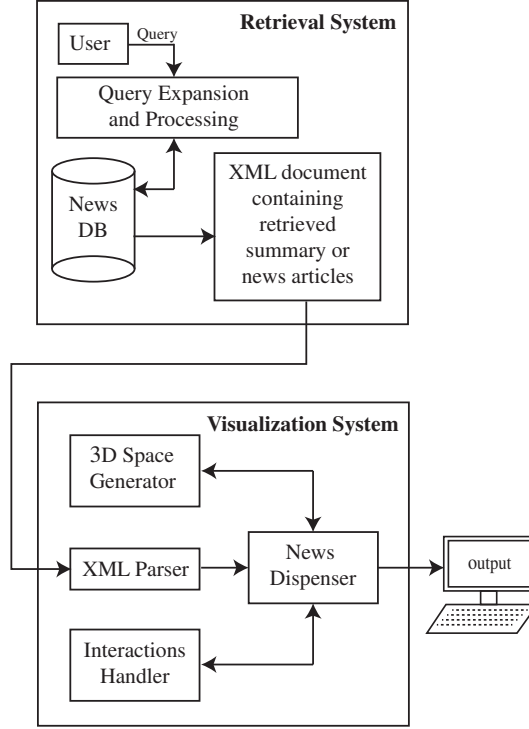 Retrieval System
User
Query
Query Expansion
and Processing
News
DB
XML document
containing
retrieved
summary or
news articles
Visualization System
3D Space
Generator
XML Parser
News
Dispenser
output
Interactions
Handler